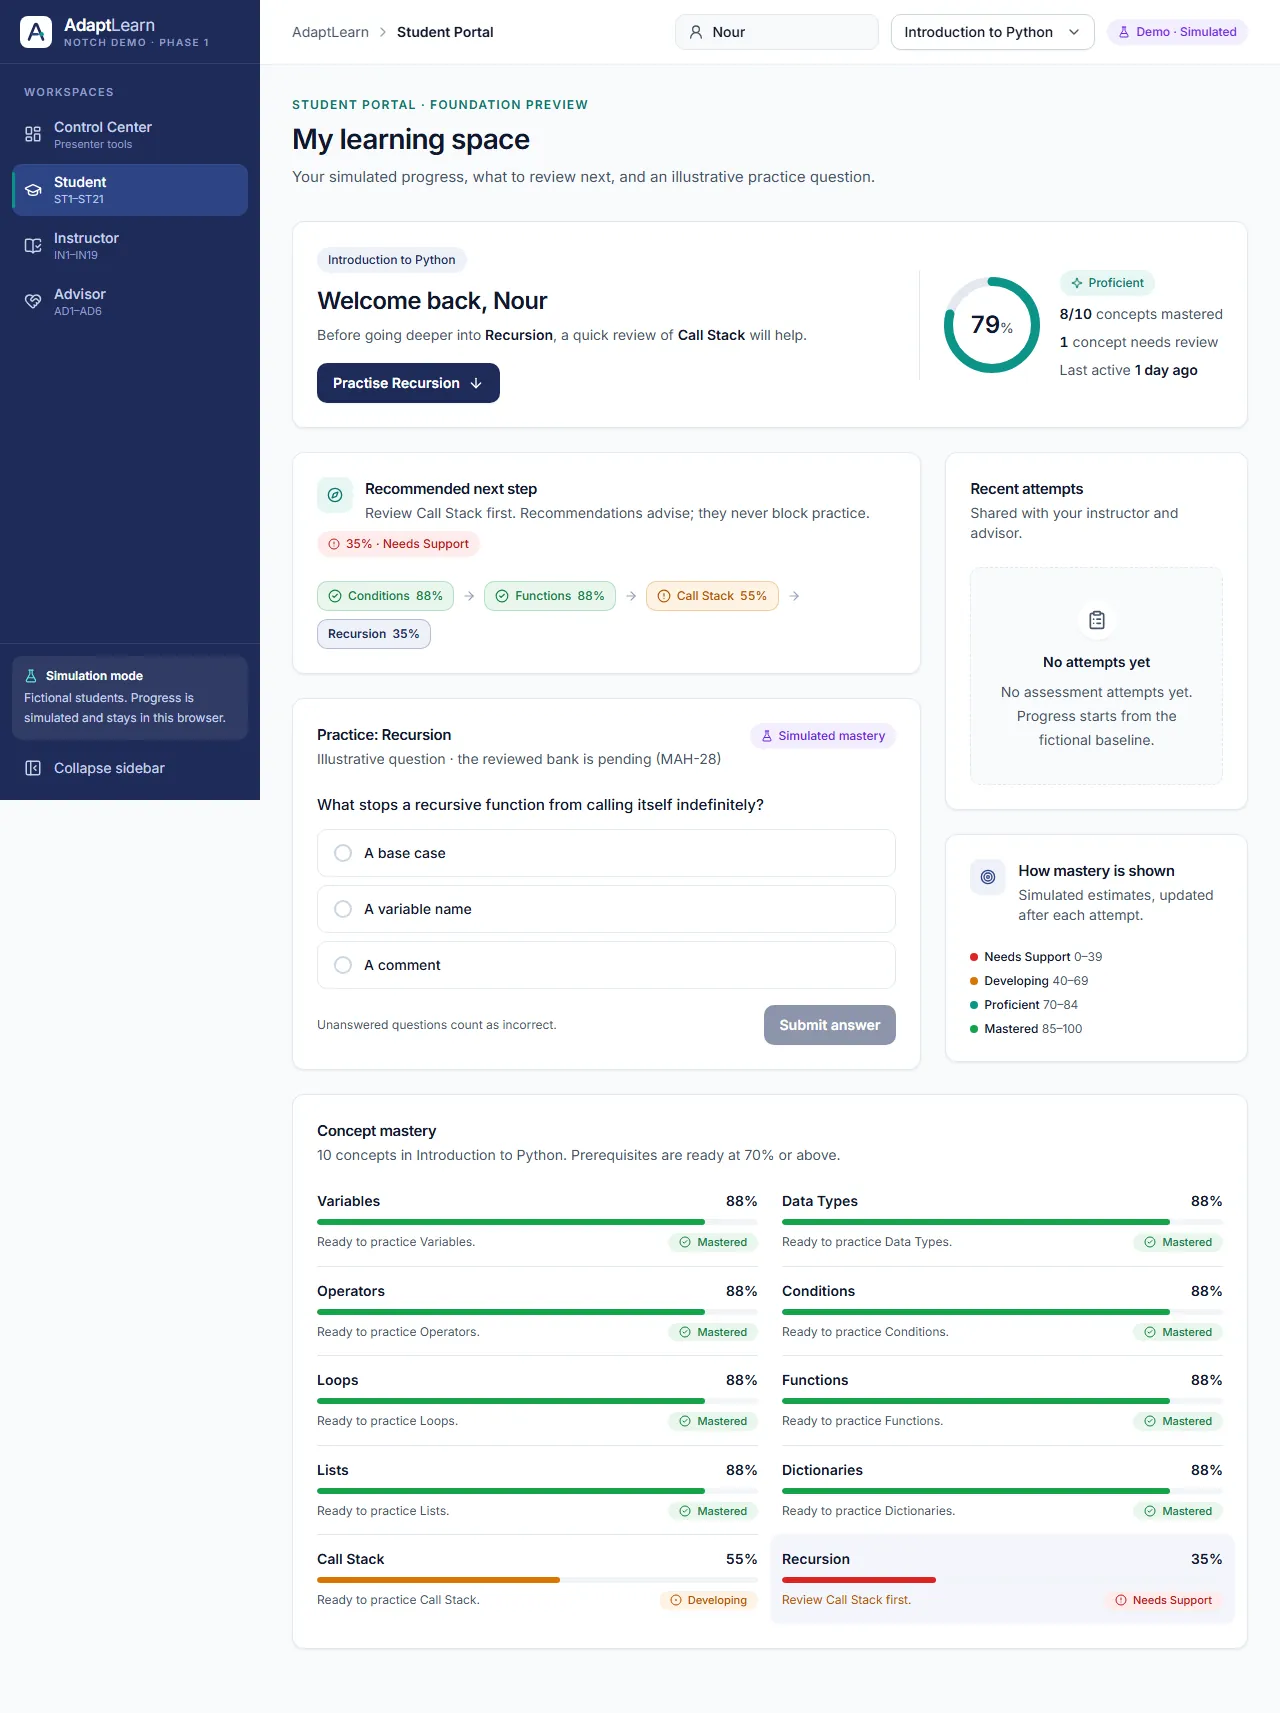 AdaptLearn
NOTCH DEMO · PHASE 1
WORKSPACES
Control Center
Presenter tools
Student
ST1–ST21
Instructor
IN1–IN19
Advisor
AD1–AD6
Simulation mode
Fictional students. Progress is
simulated and stays in this browser.
Collapse sidebar
AdaptLearn
Student Portal
Nour
Introduction to Python
Demo · Simulated
STUDENT PORTAL · FOUNDATION PREVIEW
My learning space
Your simulated progress, what to review next, and an illustrative practice question.
Introduction to Python
Welcome back, Nour
Before going deeper into Recursion, a quick review of Call Stack will help.
Practise Recursion
79%
Proficient
8/10 concepts mastered
1 concept needs review
Last active 1 day ago
Recommended next step
Review Call Stack first. Recommendations advise; they never block practice.
35% · Needs Support
Conditions 88%
Functions 88%
Call Stack 55%
Recursion 35%
Recent attempts
Shared with your instructor and
advisor.
No attempts yet
No assessment attempts yet.
Progress starts from the
fictional baseline.
Practice: Recursion
Simulated mastery
Illustrative question · the reviewed bank is pending (MAH-28)
What stops a recursive function from calling itself indefinitely?
A base case
A variable name
A comment
Unanswered questions count as incorrect.
Submit answer
How mastery is shown
Simulated estimates, updated
after each attempt.
Needs Support 0–39
Developing 40–69
Proficient 70–84
Mastered 85–100
Concept mastery
10 concepts in Introduction to Python. Prerequisites are ready at 70% or above.
Variables 88%
Ready to practice Variables. Mastered
Data Types 88%
Ready to practice Data Types. Mastered
Operators 88%
Ready to practice Operators. Mastered
Conditions 88%
Ready to practice Conditions. Mastered
Loops 88%
Ready to practice Loops. Mastered
Functions 88%
Ready to practice Functions. Mastered
Lists 88%
Ready to practice Lists. Mastered
Dictionaries 88%
Ready to practice Dictionaries. Mastered
Call Stack 55%
Ready to practice Call Stack. Developing
Recursion 35%
Review Call Stack first. Needs Support